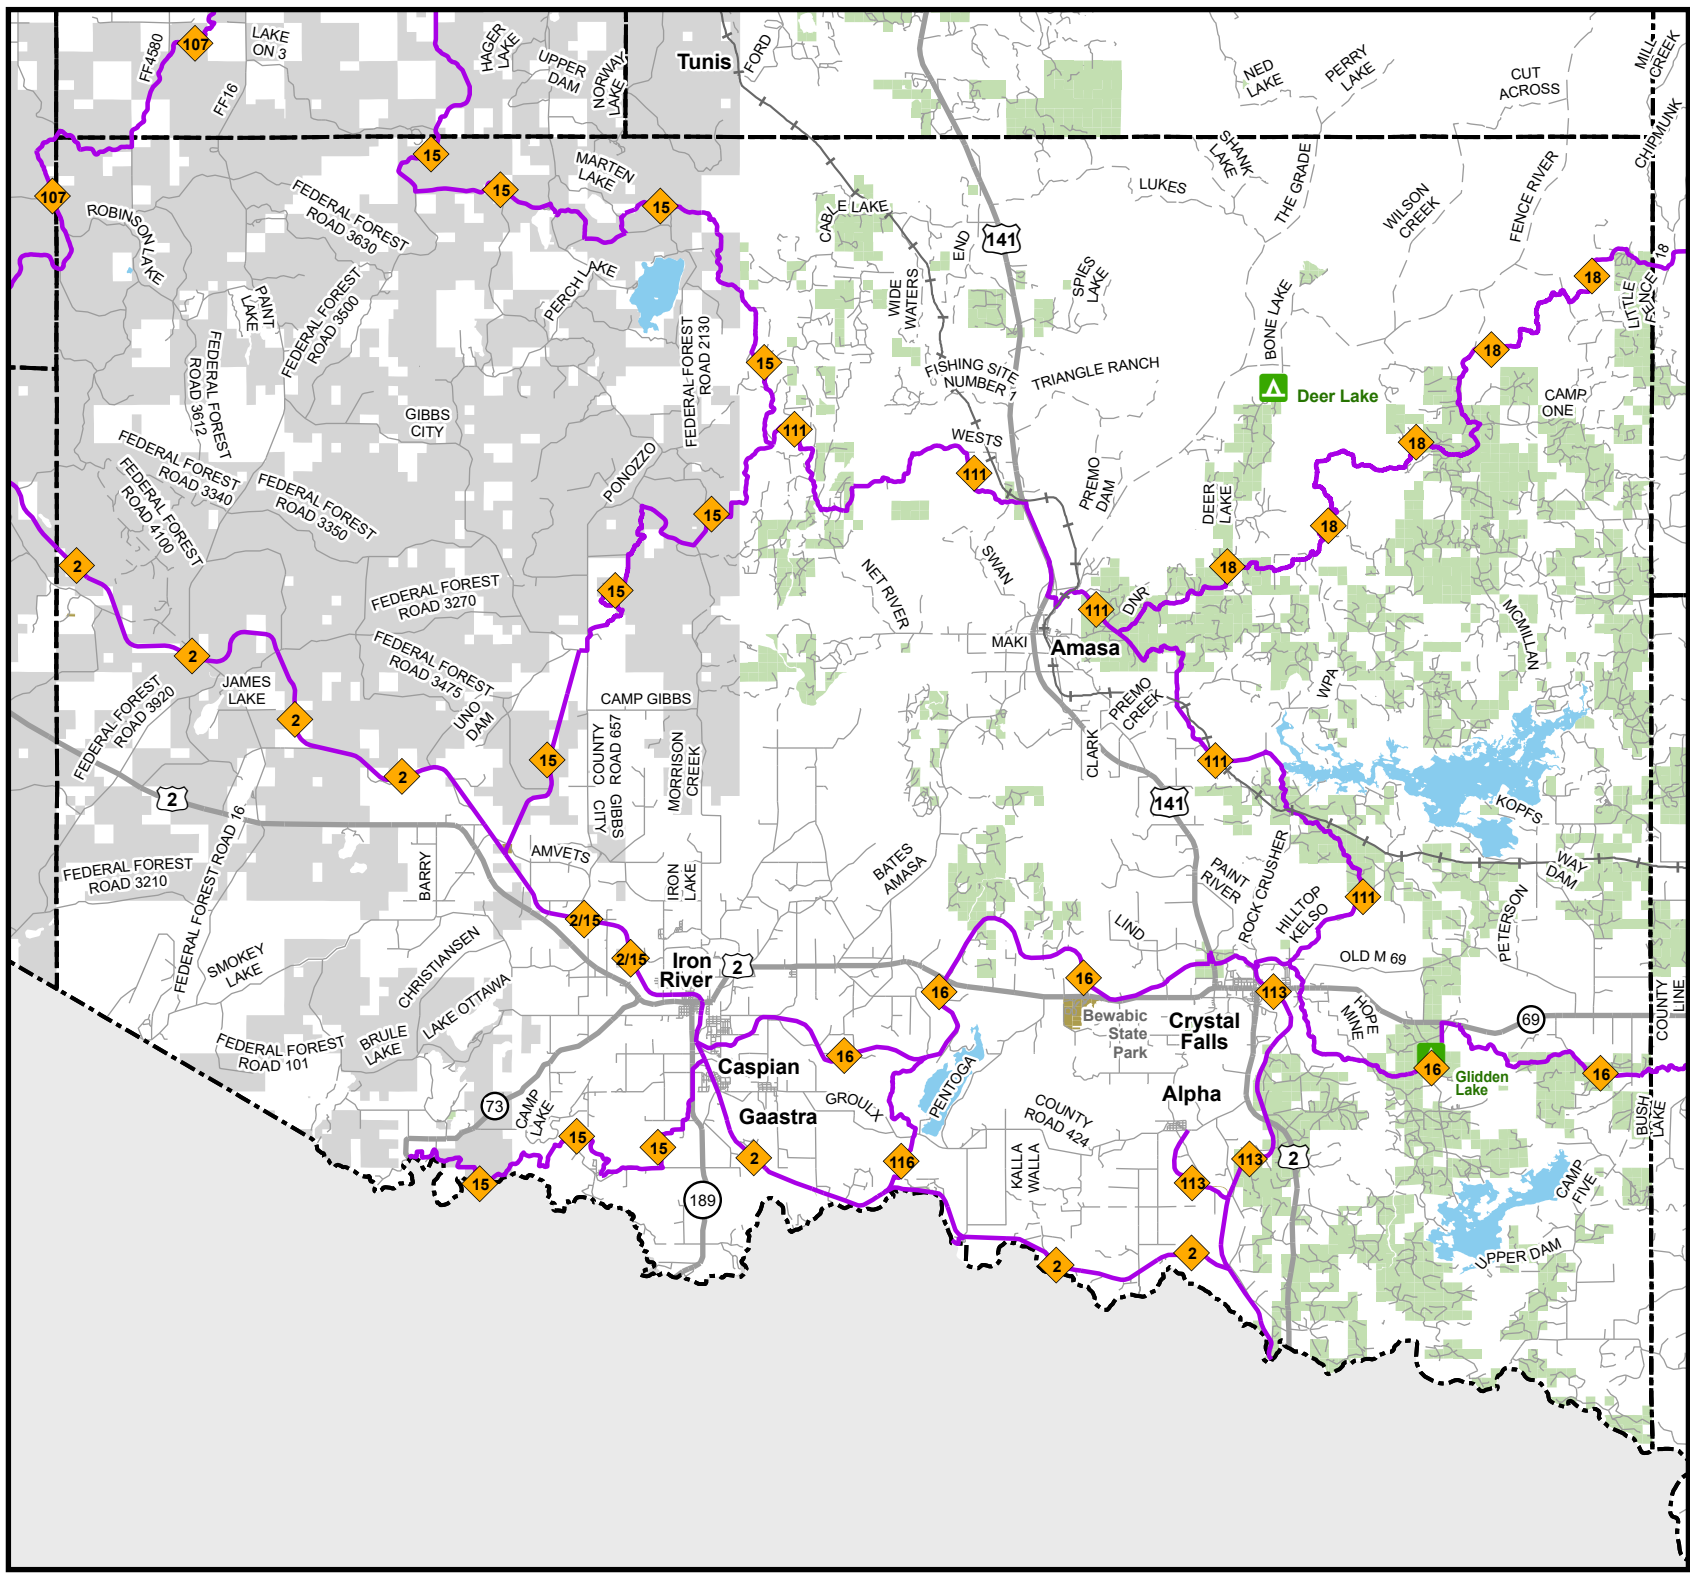 107
FF4580
LAKE
ON 3
FF16
HAGER
LAKE
UPPER
DAM
NORWAY
LAKE
Tunis
FORD
NED
LAKE
PERRY
LAKE
CUT
ACROSS
MILL
CREEK
CHIPMUNK
15
15
15
MARTEN
LAKE
107
ROBINSON LAKE
FEDERAL FOREST
ROAD 3630
CABLE LAKE
END
141
LUKES
SHANK
LAKE
THE GRADE
WILSON
CREEK
FENCE RIVER
18
18
LITTLE
FENCE
PAINT
LAKE
FEDERAL FOREST
ROAD 3500
PERCH LAKE
WIDE
WATERS
SPIES
LAKE
BONE LAKE
FEDERAL FOREST
ROAD 3612
FEDERAL FOREST
ROAD 2130
15
FISHING SITE
NUMBER 1
TRIANGLE RANCH
Deer Lake
18
CAMP
ONE
GIBBS
CITY
111
WESTS
111
18
FEDERAL FOREST
ROAD 3340
FEDERAL FOREST
ROAD 4100
FEDERAL FOREST
ROAD 3350
PONOZZO
15
PREMO
DAM
DEER
LAKE
18
2
FEDERAL FOREST
ROAD 3270
15
NET RIVER
SWAN
18
111
DNR
MCMILLAN
2
FEDERAL FOREST
ROAD 3475
MAKI
Amasa
FEDERAL FOREST
ROAD 3920
JAMES
LAKE
UNO
DAM
CAMP GIBBS
PREMO
CREEK
WPA
2
2
15
COUNTY
ROAD 657
CITY
GIBBS
MORRISON
CREEK
CLARK
111
2
141
KOPFS
FEDERAL FOREST
ROAD 3210
FEDERAL FOREST ROAD 16
BARRY
AMVETS
IRON
LAKE
BATES
AMASA
PAINT
RIVER
ROCK CRUSHER
HILLTOP
KELSO
111
WAY
DAM
PETERSON
2/15
2/15
SMOKEY
LAKE
CHRISTIANSEN
LAKE OTTAWA
Iron
River
2
LIND
16
16
OLD M 69
113
HOPE
MINE
69
COUNTY
LINE
FEDERAL FOREST
ROAD 101
BRULE
LAKE
Bewabic
State
Park
Crystal
Falls
16
Caspian
PENTOGA
16
Glidden
Lake
16
73
CAMP
LAKE
Gaastra
GROULX
COUNTY
ROAD 424
Alpha
BUSH
LAKE
15
15
2
116
KALLA
WALLA
113
113
2
CAMP
FIVE
15
189
2
2
UPPER DAM